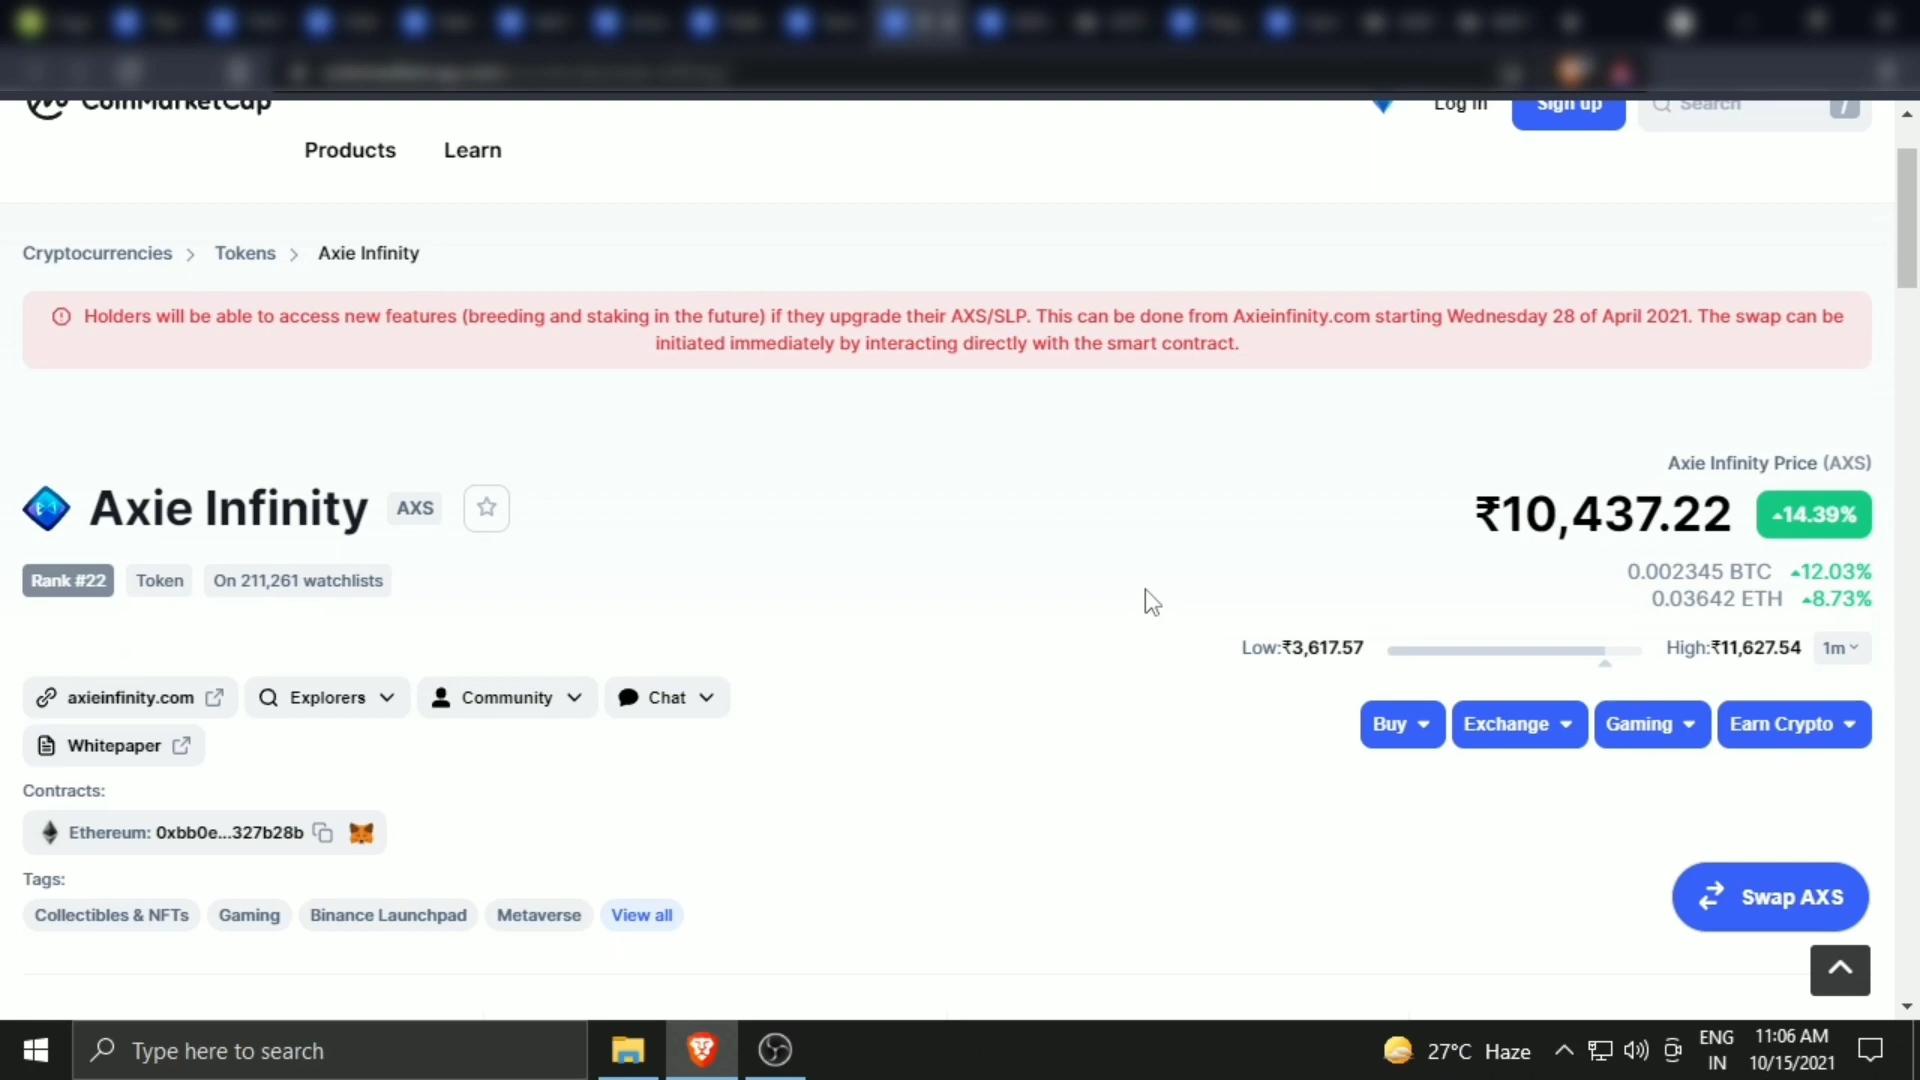 CoinMarketCap
Log In
Sign up
Search
/
Products
Learn
Cryptocurrencies
Tokens
Axie Infinity
Holders will be able to access new features (breeding and staking in the future) if they upgrade their AXS/SLP. This can be done from Axieinfinity.com starting Wednesday 28 of April 2021. The swap can be
initiated immediately by interacting directly with the smart contract.
Axie Infinity Price (AXS)
Axie Infinity
AXS
₹10,437.22
14.39%
Rank #22
Token
On 211,261 watchlists
0.002345 BTC
12.03%
0.03642 ETH
8.73%
Low:₹3,617.57
High:₹11,627.54
1m
axieinfinity.com
Explorers
Community
Chat
Buy
Exchange
Gaming
Earn Crypto
Whitepaper
Contracts:
Ethereum: 0xbb0e...327b28b
Tags:
Collectibles & NFTs
Gaming
Binance Launchpad
Metaverse
View all
Swap AXS
Type here to search
27°C Haze
ENG
IN
11:06 AM
10/15/2021